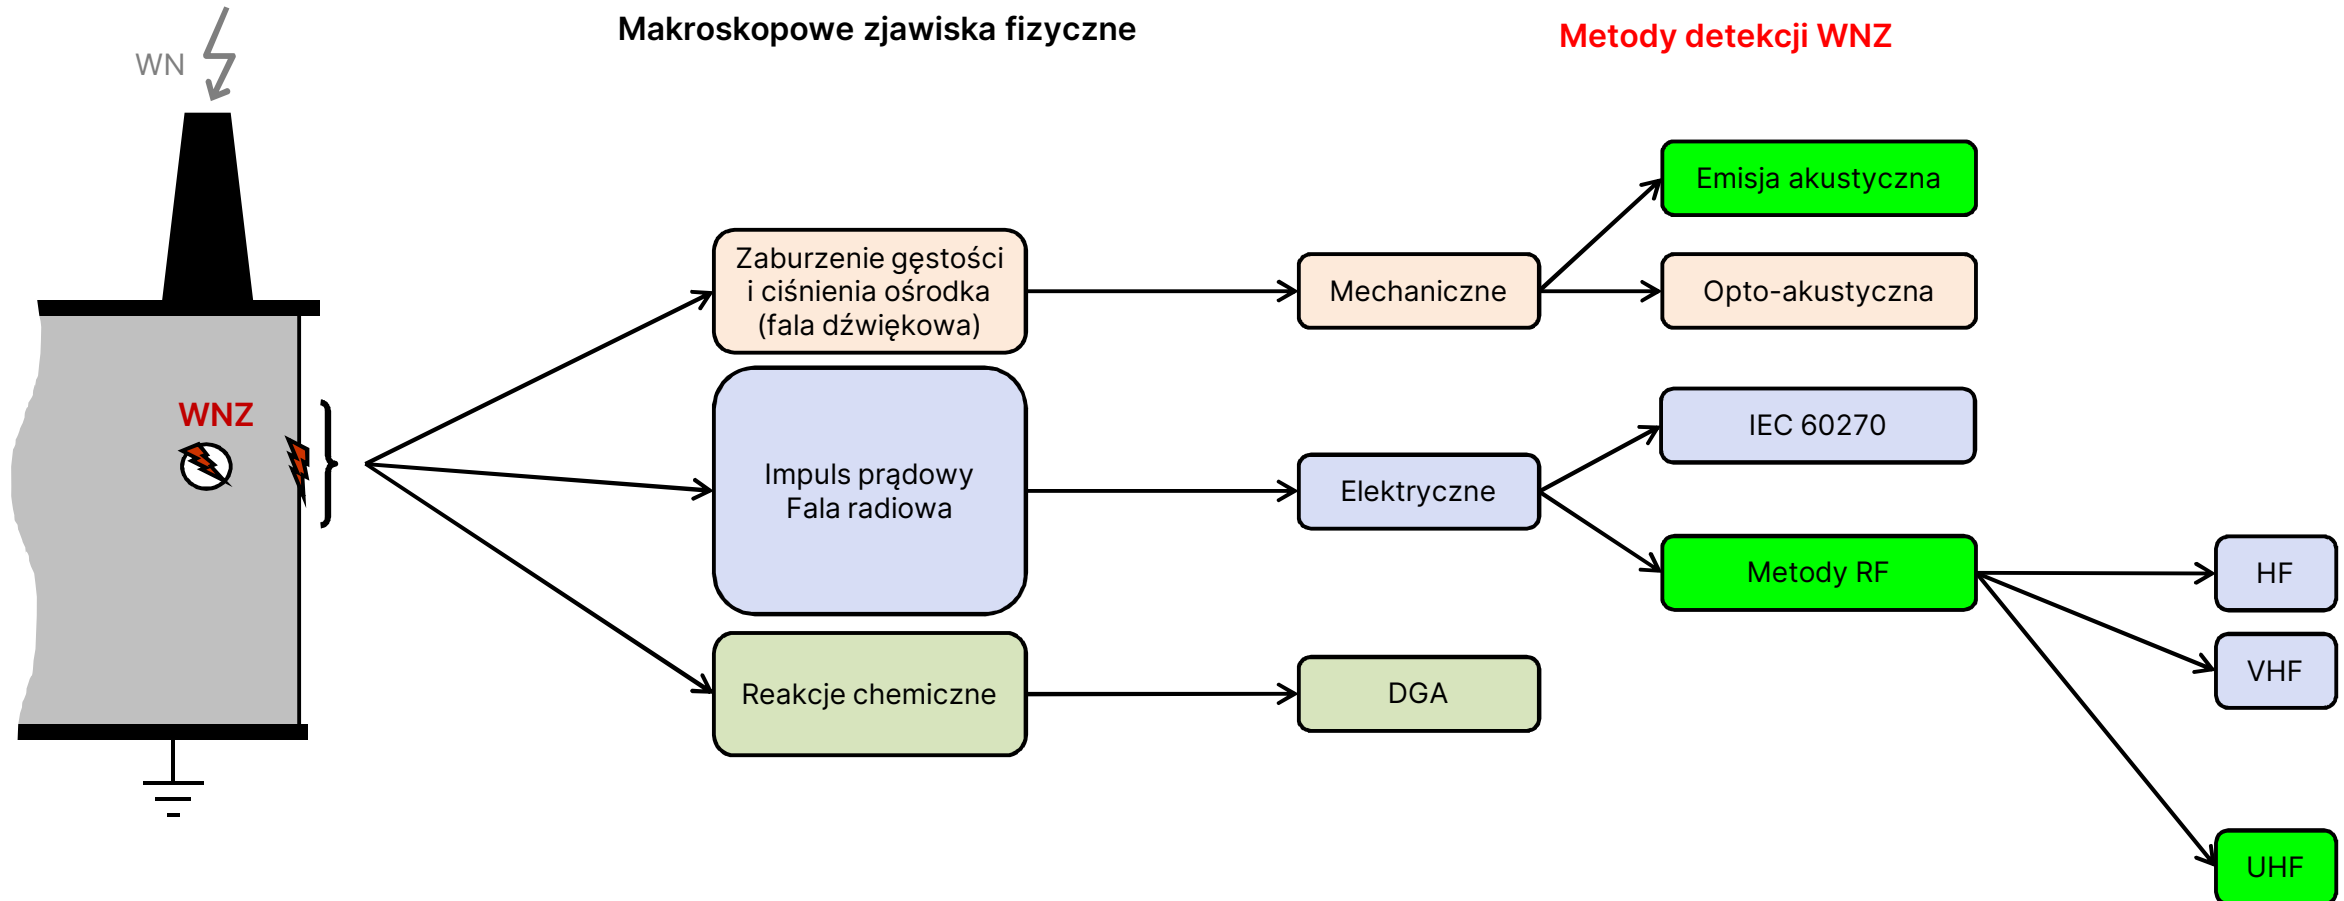 Makroskopowe zjawiska fizyczne
Metody detekcji WNZ
WN
WNZ
Zaburzenie gęstości
i ciśnienia ośrodka
(fala dźwiękowa)
Mechaniczne
Emisja akustyczna
Opto-akustyczna
Impuls prądowy
Fala radiowa
Elektryczne
IEC 60270
Metody RF
HF
VHF
UHF
Reakcje chemiczne
DGA